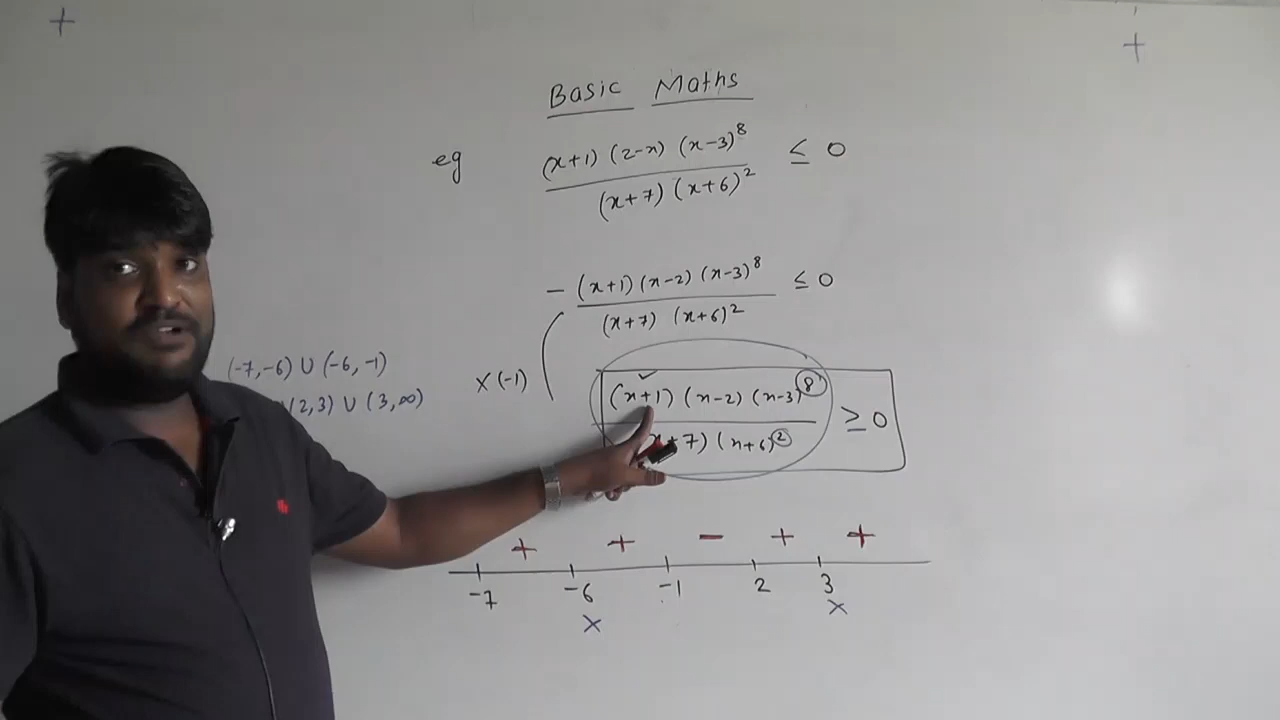 Basic Maths
eg (x+1) (2-x) (x-3)^8 ≤ 0
(x+7) (x+6)^2
- (x+1) (x-2) (x-3)^8 ≤ 0
(x+7) (x+6)^2
(-7,-6) ∪ (-6,-1)
2,3) ∪ (3,∞)
X (-1)
(x+1) (x-2) (x-3)^8 ≥ 0
x+7) (x+6)^2
+ + - + +
-7 -6 -1 2 3
x x